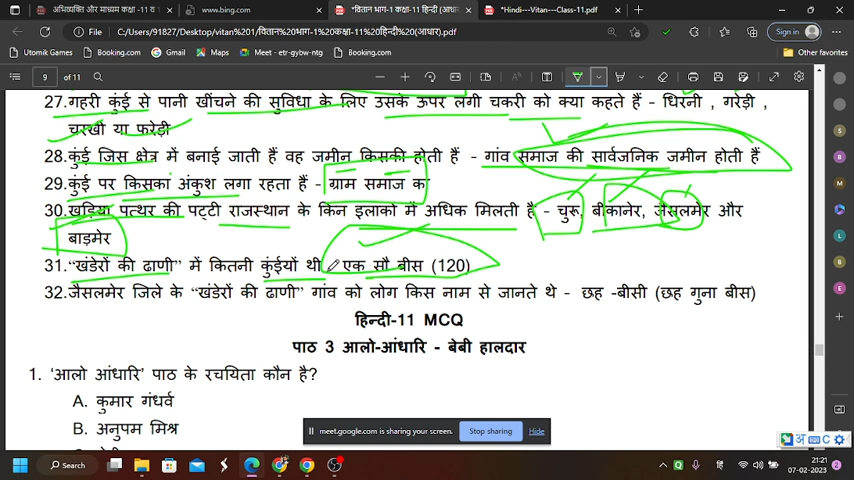 अभिव्यक्ति और माध्यम कक्षा -11 व 1
www.bing.com
*वितान भाग-1 कक्षा-11 हिन्दी (आधार)
*Hindi---Vitan---Class-11.pdf
File
C:/Users/91827/Desktop/vitan%201/वितान%20भाग-1%20कक्षा-11%20हिन्दी%20(आधार).pdf
Sign in
Utomik Games
Booking.com
Gmail
Maps
Meet - etr-gybw-ntg
Booking.com
Other favorites
9 of 11
27.गहरी कुंई से पानी खींचने की सुविधा के लिए उसके ऊपर लगी चकरी को क्या कहते हैं - घिरनी , गरेड़ी ,
चरखी या फरेड़ी
28.कुंई जिस क्षेत्र में बनाई जाती हैं वह जमीन किसकी होती हैं - गांव समाज की सार्वजनिक जमीन होती हैं
29.कुंई पर किसका अंकुश लगा रहता हैं - ग्राम समाज का
30.खड़िया पत्थर की पट्टी राजस्थान के किन इलाको में अधिक मिलती हैं - चुरू, बीकानेर, जैसलमेर और
बाड़मेर
31.“खंडेरों की ढाणी” में कितनी कुंईयों थी एक सौ बीस (120)
32.जैसलमेर जिले के “खंडेरों की ढाणी” गांव को लोग किस नाम से जानते थे - छह -बीसी (छह गुना बीस)
हिन्दी-11 MCQ
पाठ 3 आलो-आंधारि - बेबी हालदार
1. ‘आलो आंधारि’ पाठ के रचयिता कौन है?
A. कुमार गंधर्व
B. अनुपम मिश्र
meet.google.com is sharing your screen.
Stop sharing
Hide
Search
21:21
07-02-2023